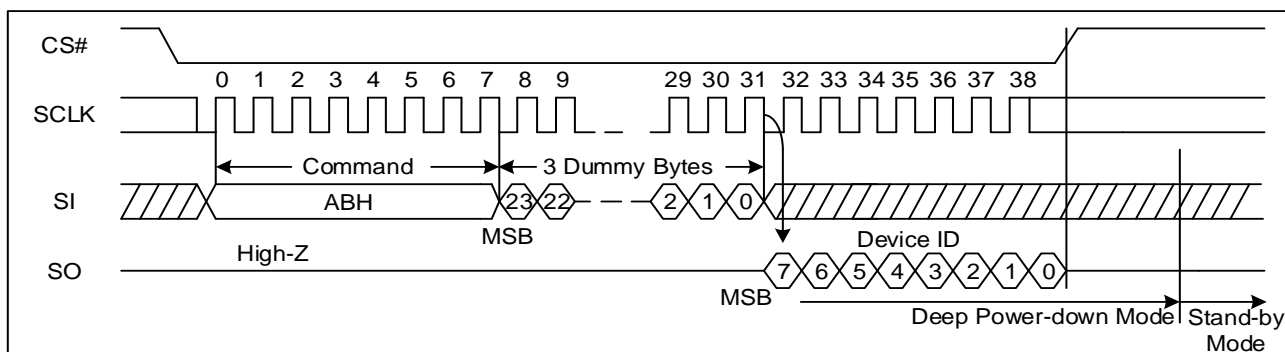 CS#
0 1 2 3 4 5 6 7 8 9 29 30 31 32 33 34 35 36 37 38
SCLK
Command 3 Dummy Bytes
SI ABH 23 22 2 1 0
MSB
High-Z Device ID
SO 7 6 5 4 3 2 1 0
MSB
Deep Power-down Mode Stand-by
Mode